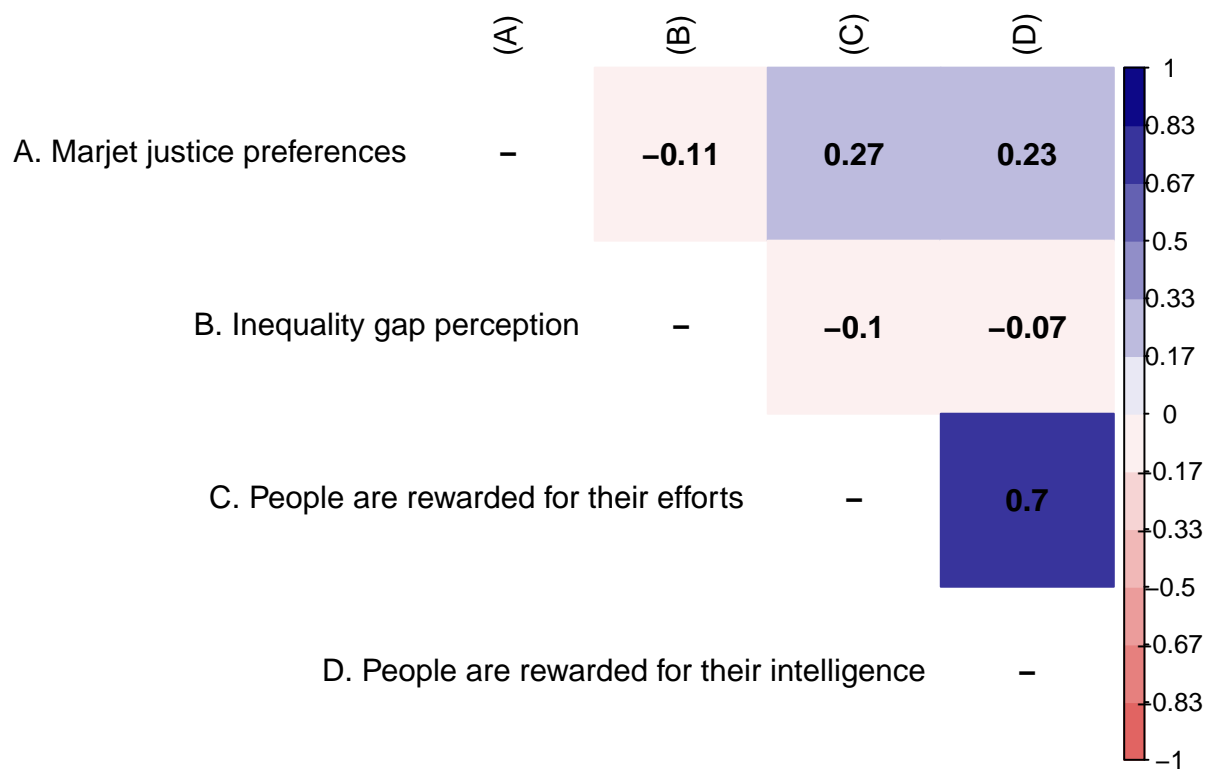 (A) (B) (C) (D)
A. Marjet justice preferences – −0.11 0.27 0.23
B. Inequality gap perception – −0.1 −0.07
C. People are rewarded for their efforts – 0.7
D. People are rewarded for their intelligence –
1
0.83
0.67
0.5
0.33
0.17
0
−0.17
−0.33
−0.5
−0.67
−0.83
−1